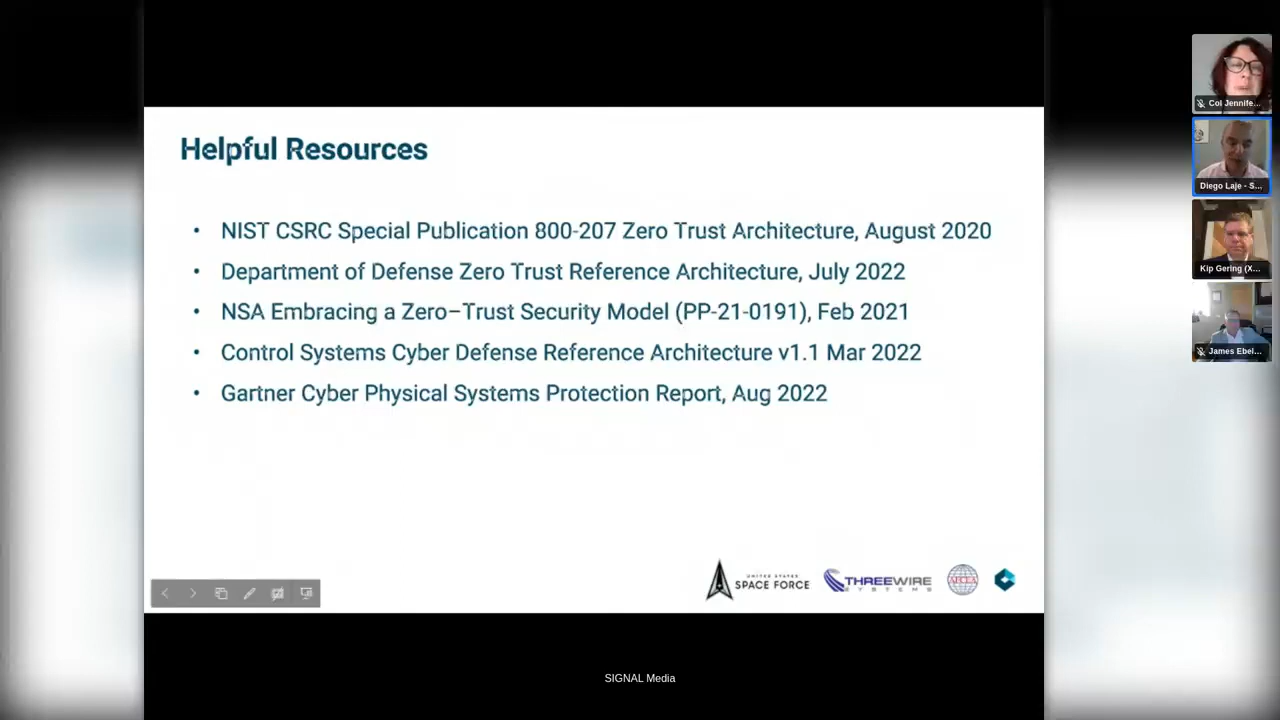 Helpful Resources
• NIST CSRC Special Publication 800-207 Zero Trust Architecture, August 2020
• Department of Defense Zero Trust Reference Architecture, July 2022
• NSA Embracing a Zero–Trust Security Model (PP-21-0191), Feb 2021
• Control Systems Cyber Defense Reference Architecture v1.1 Mar 2022
• Gartner Cyber Physical Systems Protection Report, Aug 2022
UNITED STATES
SPACE FORCE
THREEWIRE
SYSTEMS
AFCEA
SIGNAL Media
Col Jennife...
Diego Laje - S...
Kip Gering (X...
James Ebel...